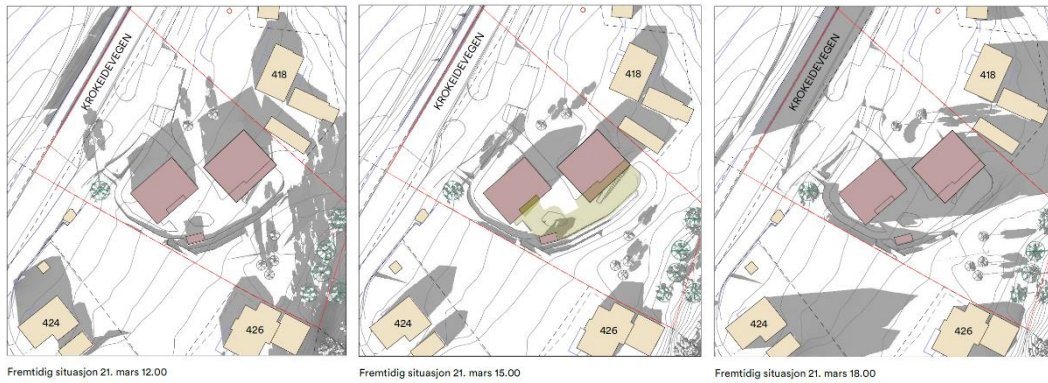 KROKEIDEVEGEN
418
424
426
Fremtidig situasjon 21. mars 12.00
KROKEIDEVEGEN
418
424
426
Fremtidig situasjon 21. mars 15.00
KROKEIDEVEGEN
418
424
426
Fremtidig situasjon 21. mars 18.00